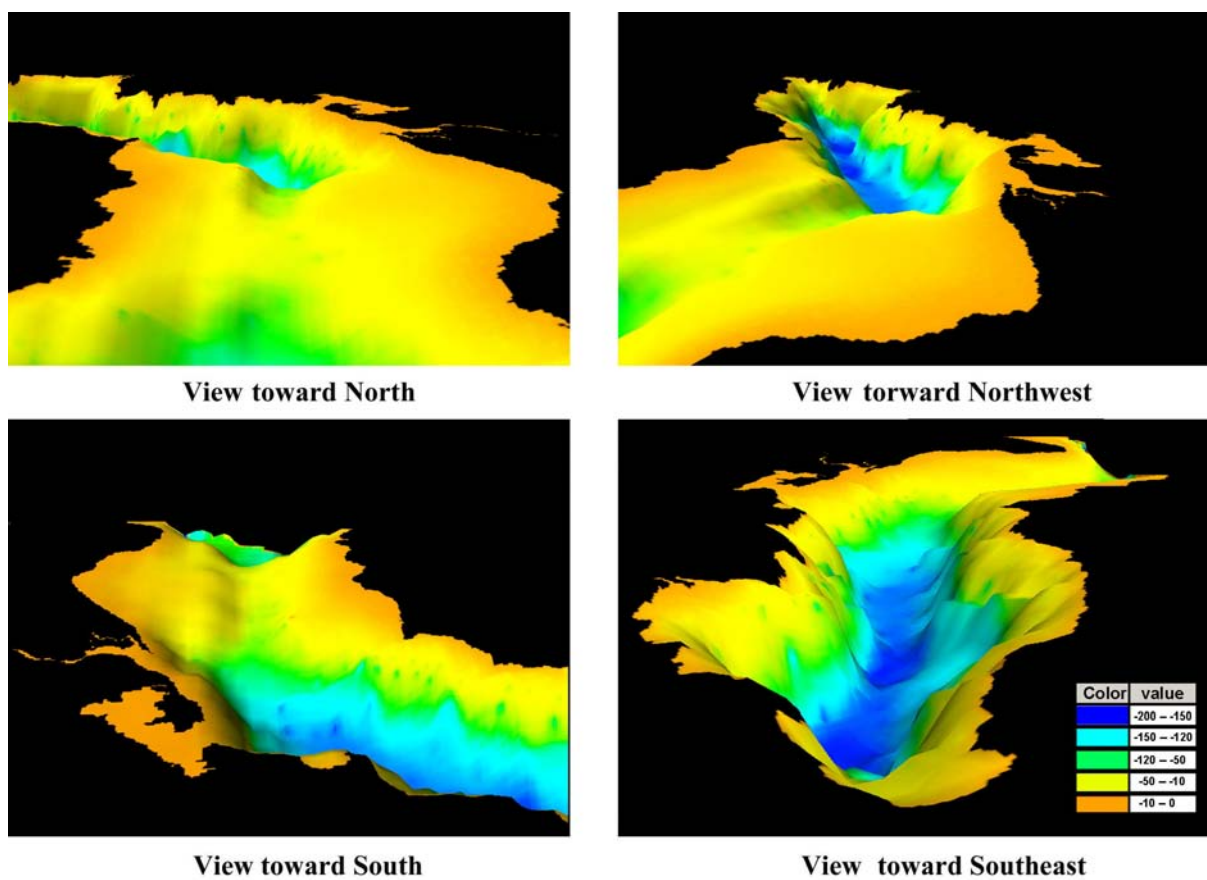 View toward North
View torward Northwest
Color value
-200 – -150
-150 – -120
-120 – -50
-50 – -10
-10 – 0
View toward South
View toward Southeast